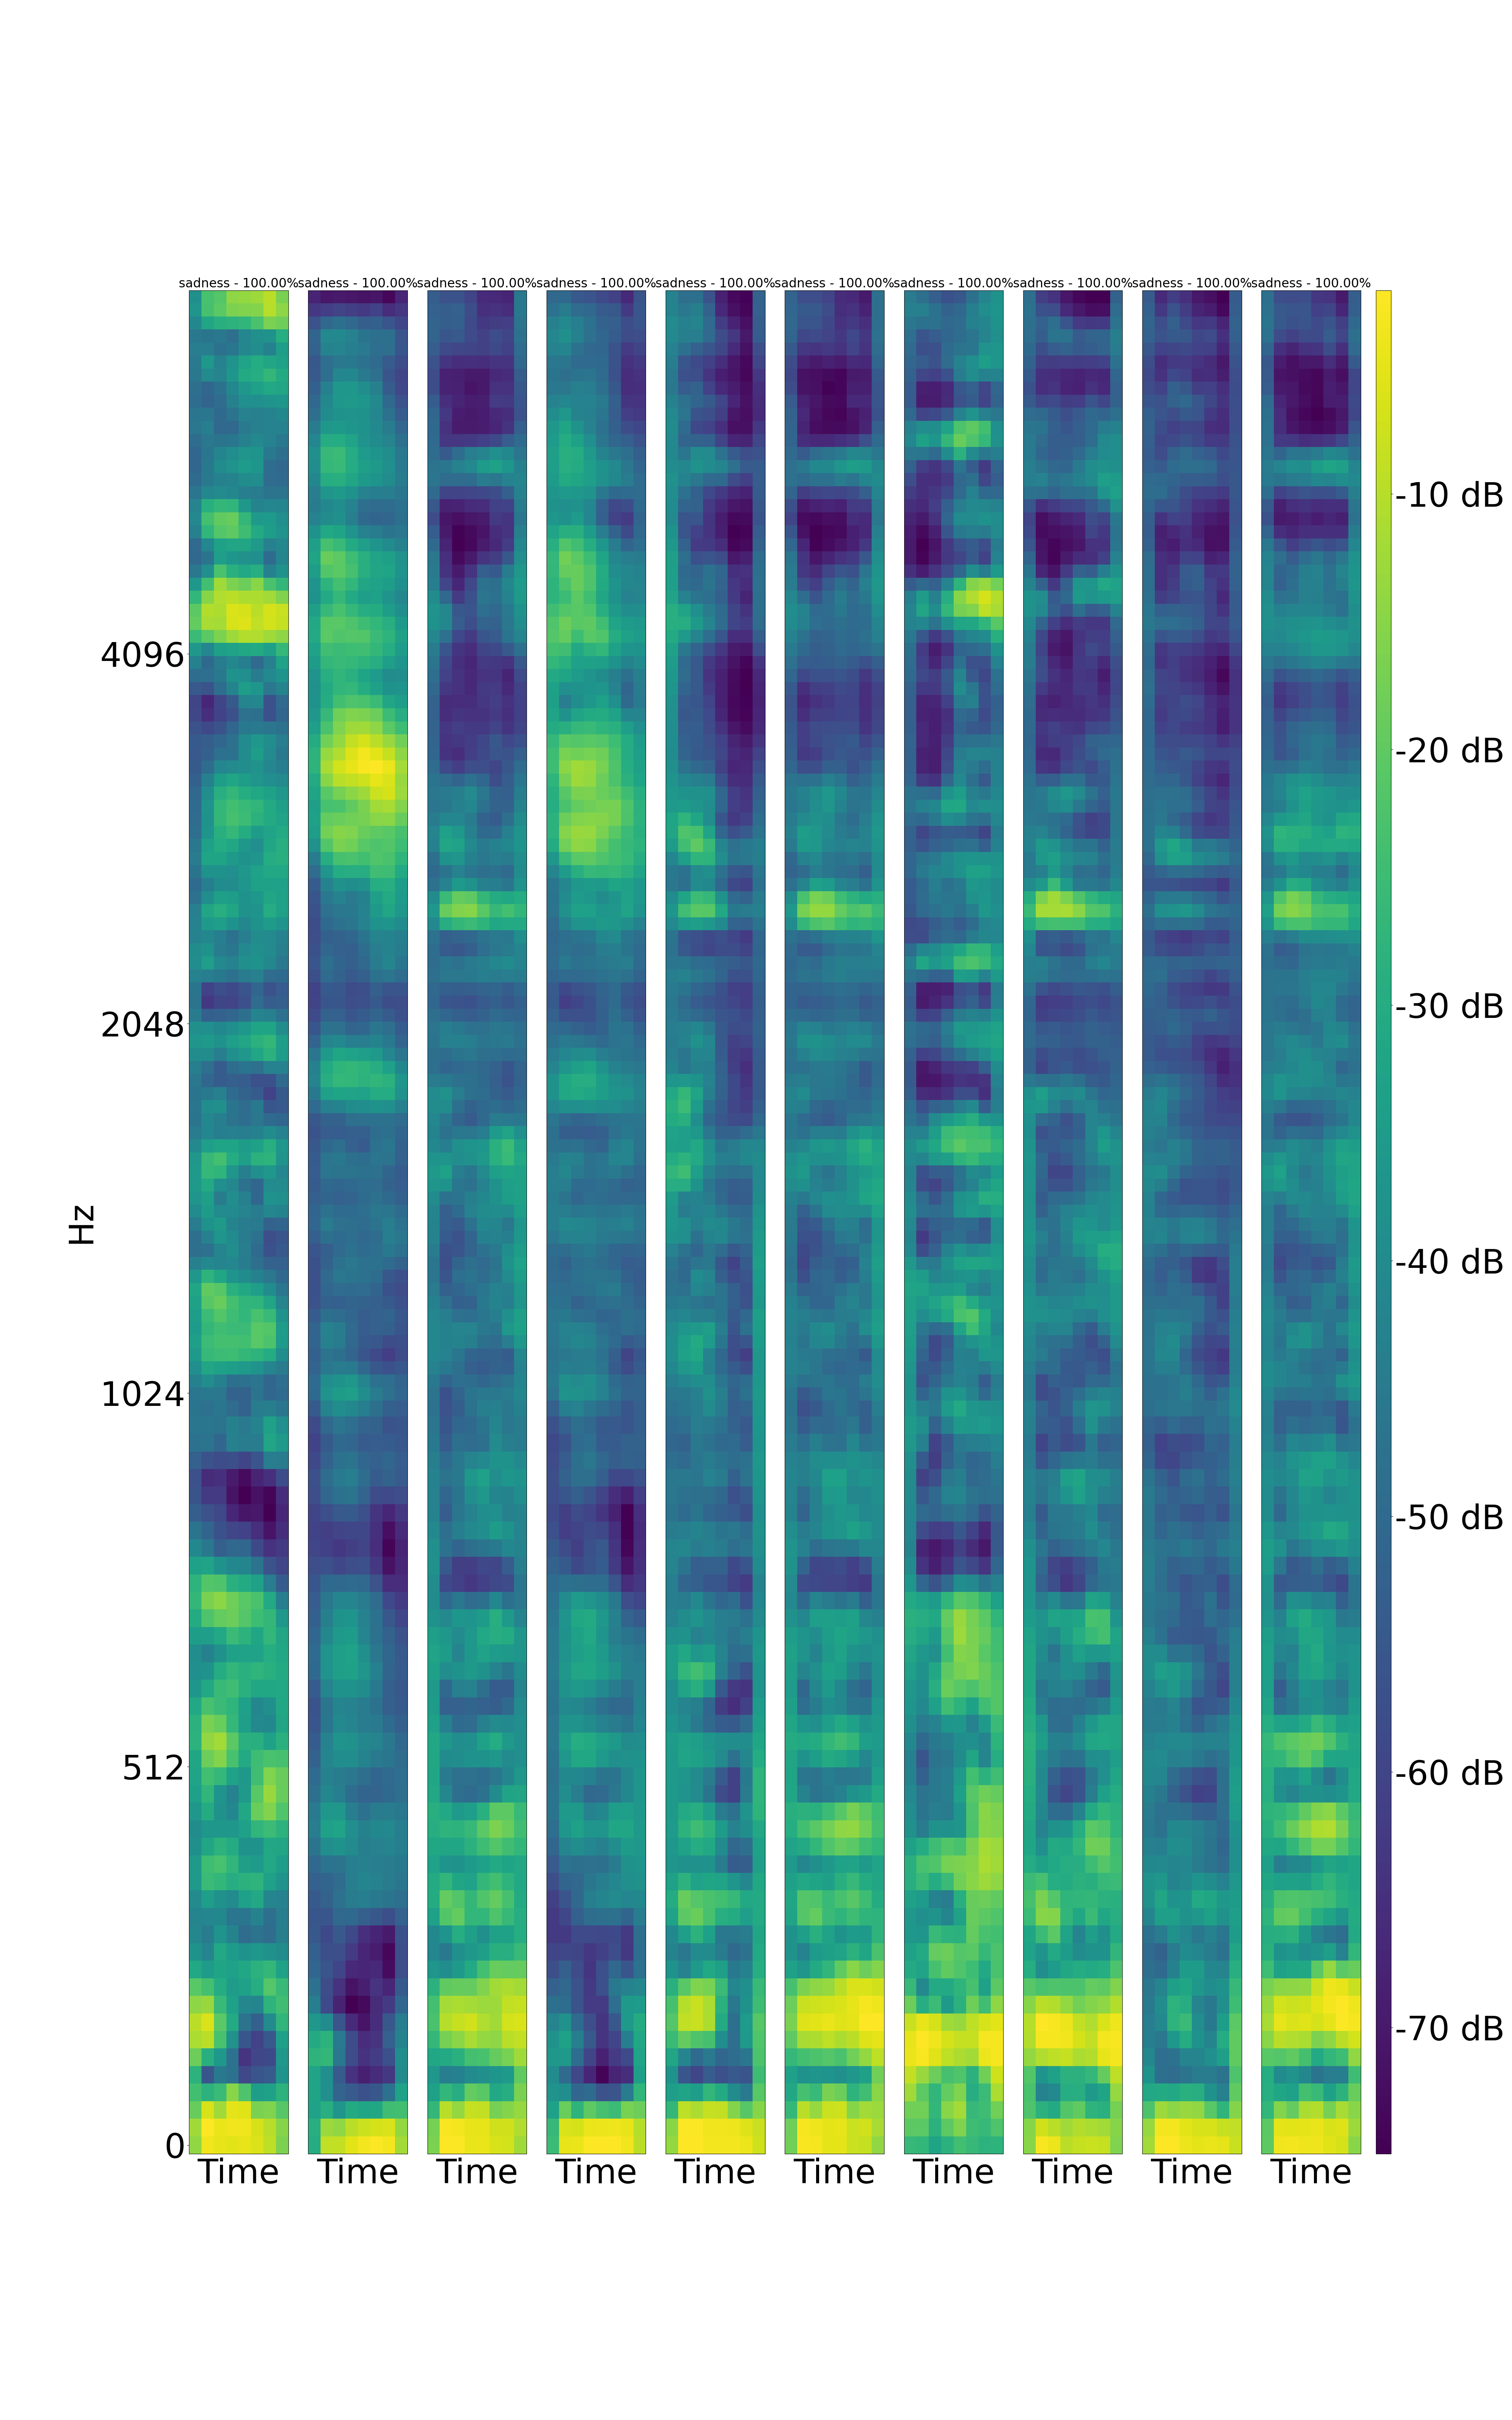 sadness - 100.00% sadness - 100.00% sadness - 100.00% sadness - 100.00% sadness - 100.00% sadness - 100.00% sadness - 100.00% sadness - 100.00% sadness - 100.00% sadness - 100.00%
-10 dB
4096
-20 dB
-30 dB
2048
Hz
-40 dB
1024
-50 dB
512
-60 dB
-70 dB
0
Time Time Time Time Time Time Time Time Time Time